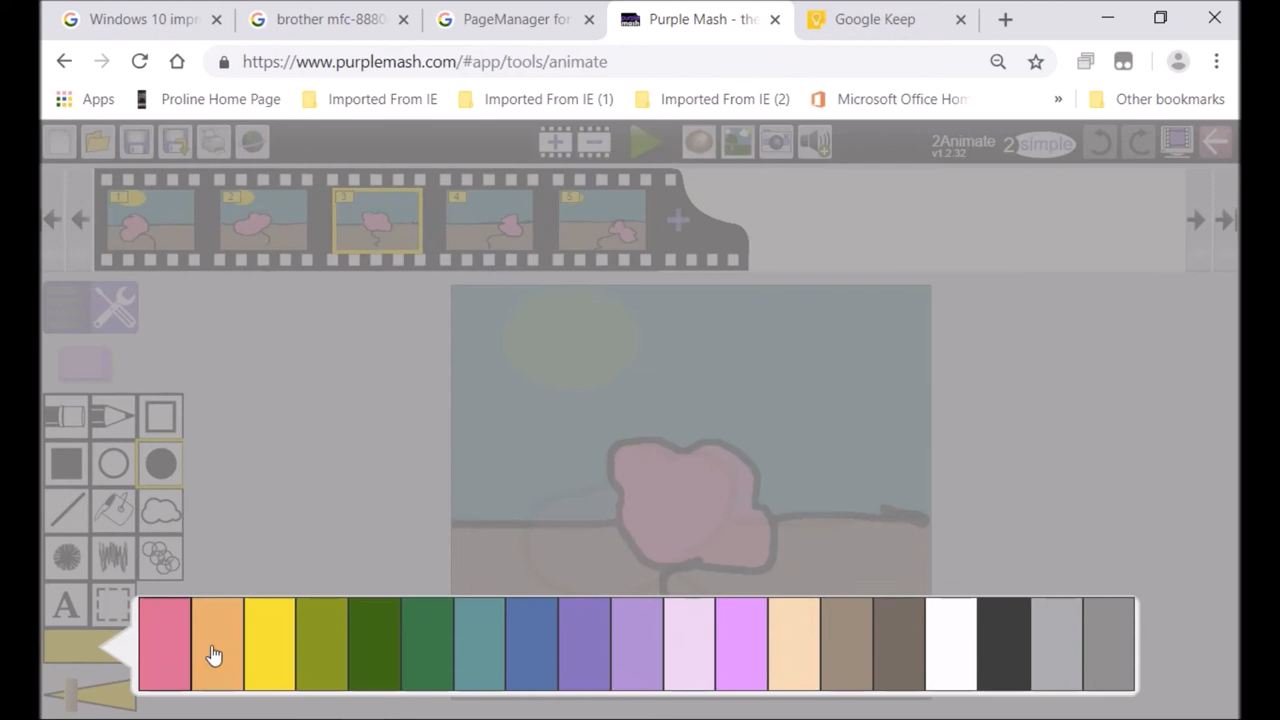 Windows 10 impr
brother mfc-8880
PageManager for
Purple Mash - the
Google Keep
https://www.purplemash.com/#app/tools/animate
Apps
Proline Home Page
Imported From IE
Imported From IE (1)
Imported From IE (2)
Microsoft Office Hom
»
Other bookmarks
2Animate
v1.2.32
2simple
1
2
3
4
5
A